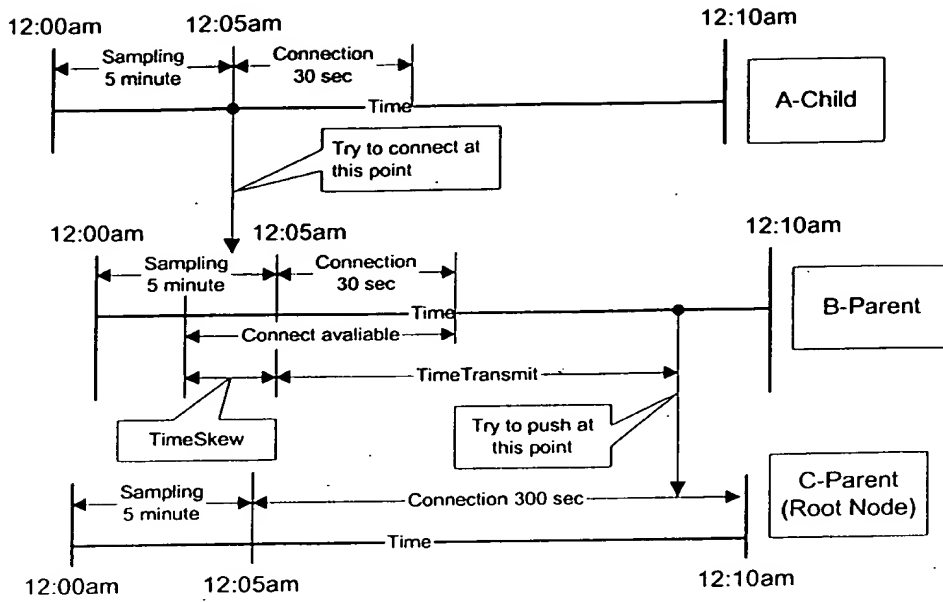 12:00am
12:05am
12:10am
Sampling
5 minute
Connection
30 sec
Time
A-Child
Try to connect at
this point
12:00am
12:05am
12:10am
Sampling
5 minute
Connection
30 sec
Time
B-Parent
Connect avaliable
TimeTransmit
TimeSkew
Try to push at
this point
Sampling
5 minute
Connection 300 sec
C-Parent
(Root Node)
Time
12:00am
12:05am
12:10am